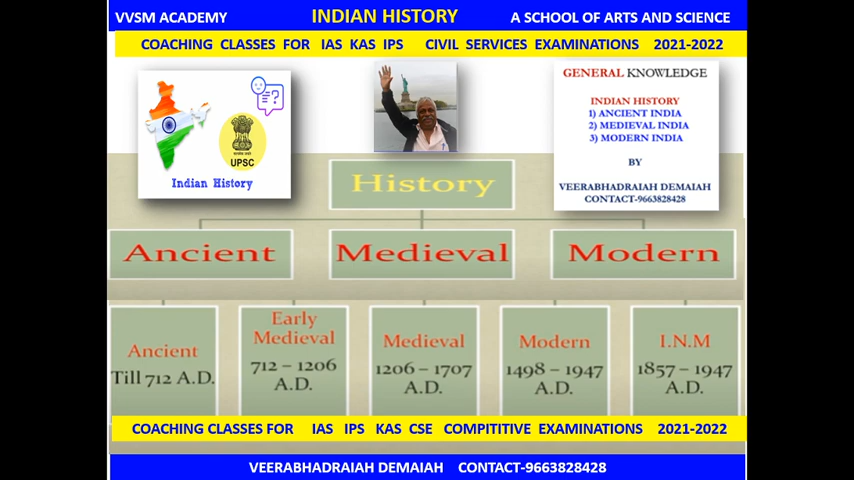 VVSM ACADEMY INDIAN HISTORY A SCHOOL OF ARTS AND SCIENCE
COACHING CLASSES FOR IAS KAS IPS CIVIL SERVICES EXAMINATIONS 2021-2022
UPSC
Indian History
GENERAL KNOWLEDGE
INDIAN HISTORY
1) ANCIENT INDIA
2) MEDIEVAL INDIA
3) MODERN INDIA
BY
VEERABHADRAIAH DEMAIAH
CONTACT-9663828428
History
Ancient Medieval Modern
Ancient
Till 712 A.D.
Early
Medieval
712 – 1206
A.D.
Medieval
1206 – 1707
A.D.
Modern
1498 – 1947
A.D.
I.N.M
1857 – 1947
A.D.
COACHING CLASSES FOR IAS IPS KAS CSE COMPITITIVE EXAMINATIONS 2021-2022
VEERABHADRAIAH DEMAIAH CONTACT-9663828428